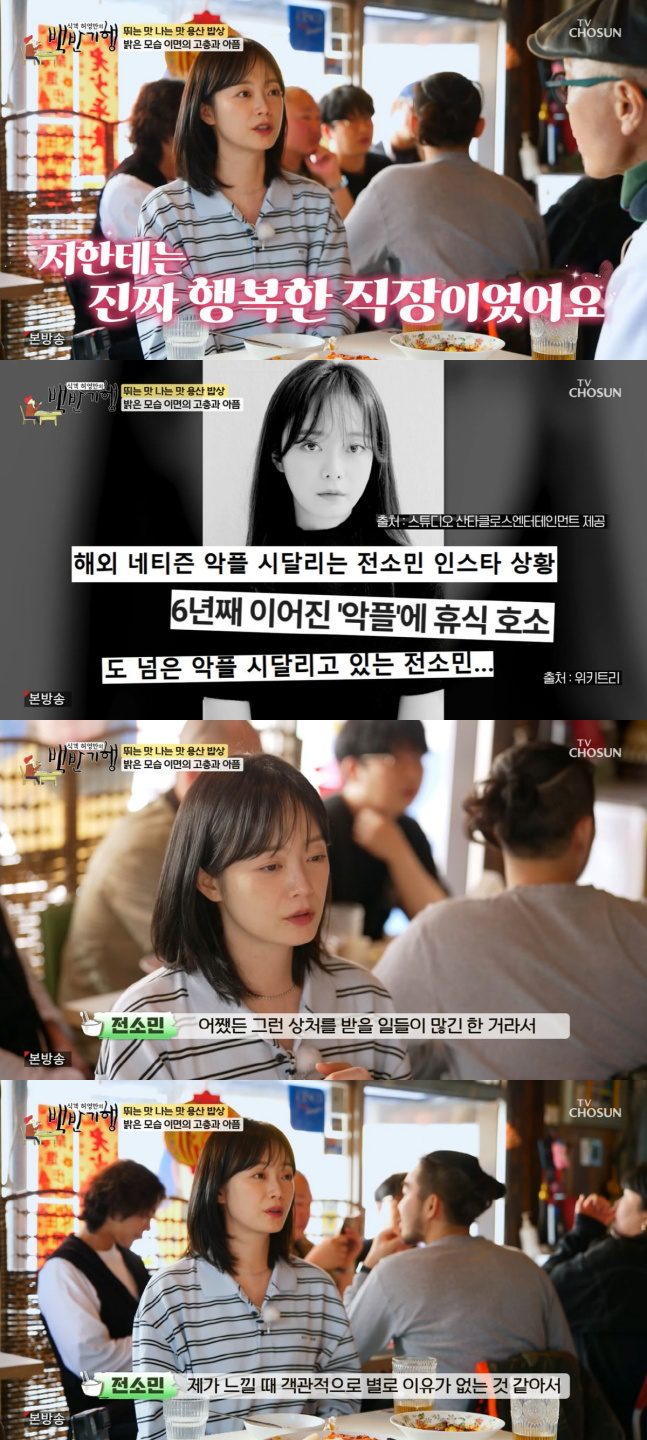 식객 허영만의
백반기행
뛰는 맛 나는 맛 용산 밥상
밝은 모습 이면의 고충과 아픔
TV
CHOSUN
저한테는
진짜 행복한 직장이었어요
본방송
식객 허영만의
백반기행
뛰는 맛 나는 맛 용산 밥상
밝은 모습 이면의 고충과 아픔
TV
CHOSUN
출처 : 스튜디오 산타클로스엔터테인먼트 제공
해외 네티즌 악플 시달리는 전소민 인스타 상황
6년째 이어진 '악플'에 휴식 호소
도 넘은 악플 시달리고 있는 전소민...
출처 : 위키트리
본방송
식객 허영만의
백반기행
뛰는 맛 나는 맛 용산 밥상
밝은 모습 이면의 고충과 아픔
TV
CHOSUN
전소민 어쨌든 그런 상처를 받을 일들이 많긴 한 거라서
본방송
식객 허영만의
백반기행
뛰는 맛 나는 맛 용산 밥상
밝은 모습 이면의 고충과 아픔
TV
CHOSUN
전소민 제가 느낄 때 객관적으로 별로 이유가 없는 것 같아서
본방송